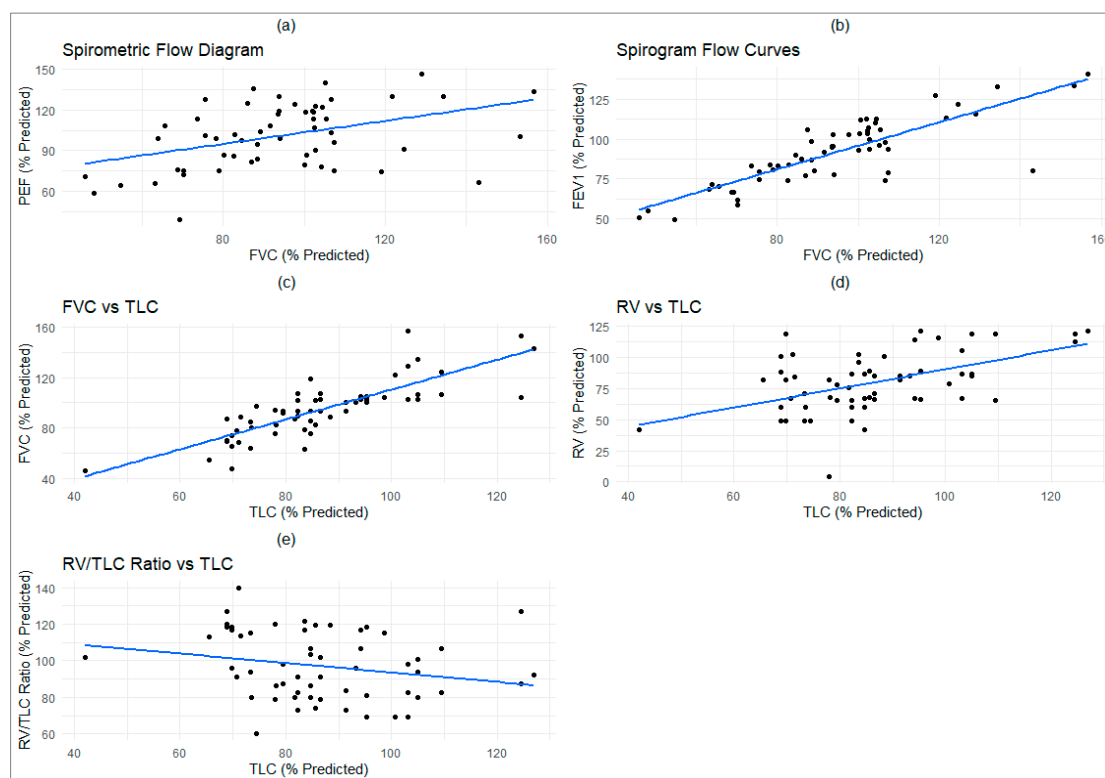 (a)
Spirometric Flow Diagram
PEF (% Predicted)
150
120
90
60
80
120
160
FVC (% Predicted)
(b)
Spirogram Flow Curves
FEV1 (% Predicted)
125
100
75
50
80
120
160
FVC (% Predicted)
(c)
FVC vs TLC
FVC (% Predicted)
160
120
80
40
40
60
80
100
120
TLC (% Predicted)
(d)
RV vs TLC
RV (% Predicted)
125
100
75
50
25
0
40
60
80
100
120
TLC (% Predicted)
(e)
RV/TLC Ratio vs TLC
RV/TLC Ratio (% Predicted)
140
120
100
80
60
40
60
80
100
120
TLC (% Predicted)